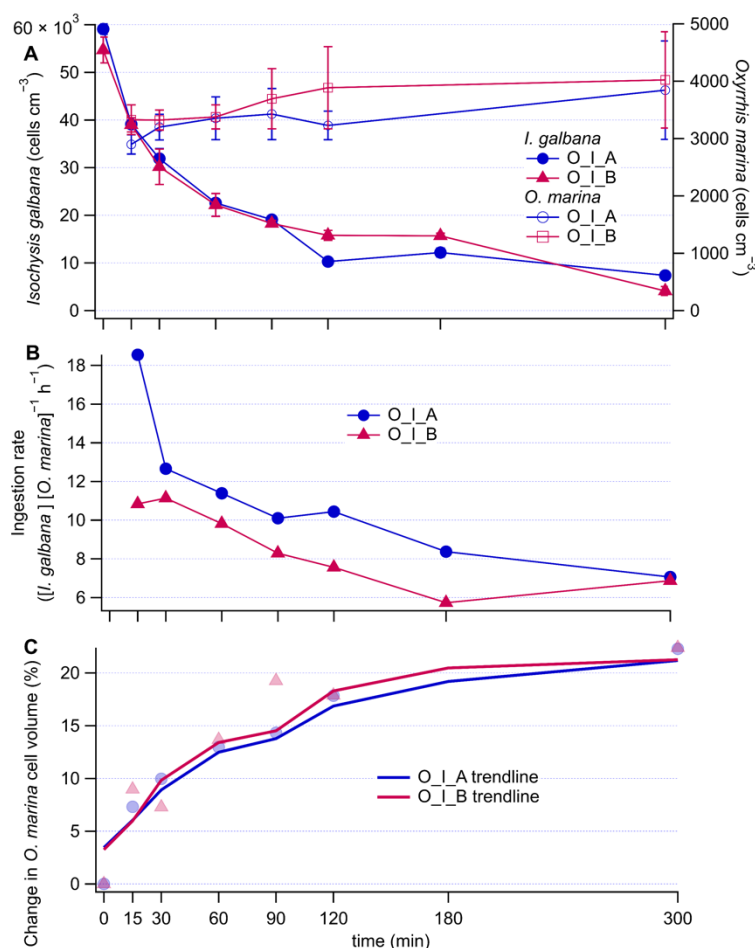 A
60 × 10³
50
40
30
20
10
0
Isochysis galbana (cells cm⁻³)
5000
4000
3000
2000
1000
0
Oxyrrhis marina (cells cm⁻³)
I. galbana
O_I_A
O_I_B
O. marina
O_I_A
O_I_B
B
18
16
14
12
10
8
6
Ingestion rate
([I. galbana ] [O. marina]⁻¹ h⁻¹)
O_I_A
O_I_B
C
20
15
10
5
0
Change in O. marina cell volume (%)
O_I_A trendline
O_I_B trendline
0 15 30 60 90 120 180 300
time (min)